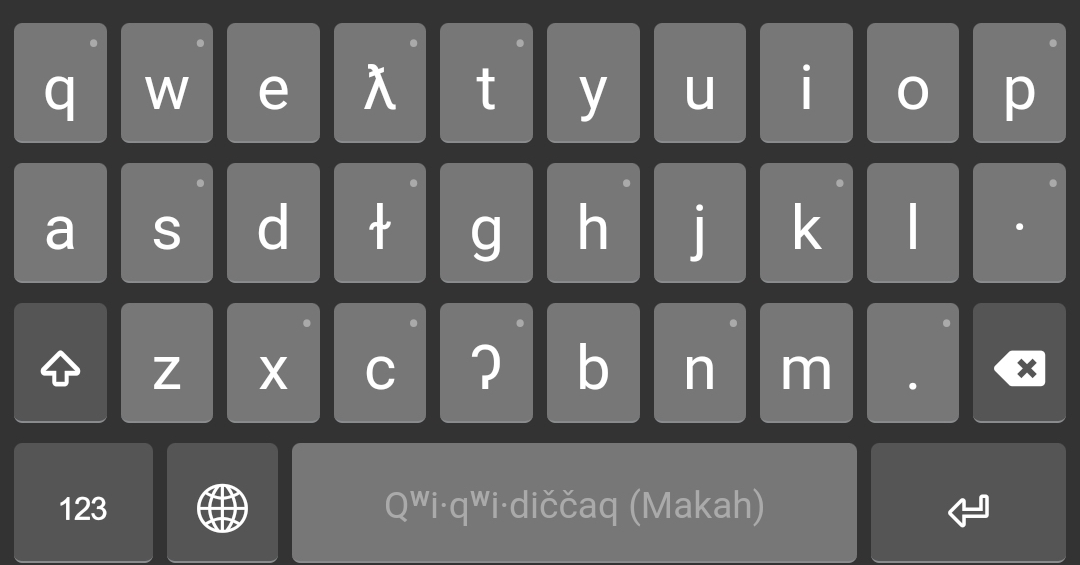 q w e ƛ t y u i o p
a s d ł g h j k l ·
z x c ʔ b n m .
123 Qʷi·qʷi·diččaq (Makah)